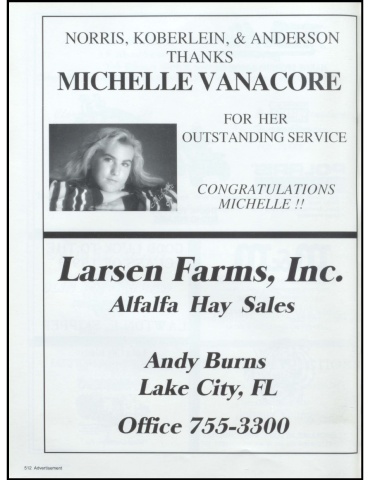 NORRIS, KOBERLEIN, & ANDERSON
THANKS
MICHELLE VANACORE
FOR HER
OUTSTANDING SERVICE
CONGRATULATIONS
MICHELLE !!
Larsen Farms, Inc.
Alfalfa Hay Sales
Andy Burns
Lake City, FL
Office 755-3300
Advertisement